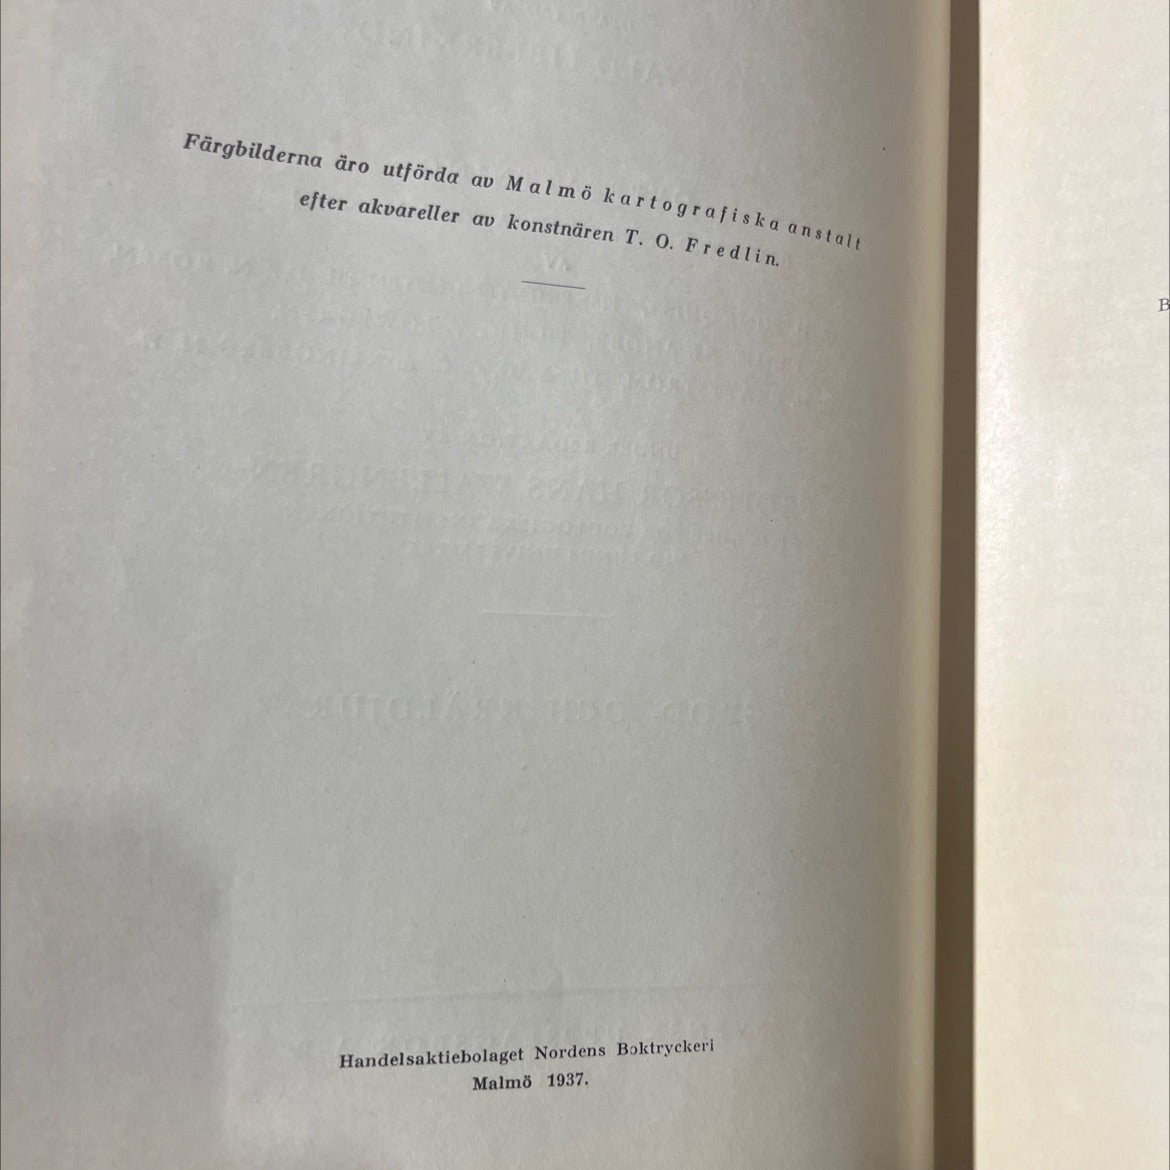 Färgbilderna äro utförda av Malmö kartografiska anstalt
efter akvareller av konstnären T. O. Fredlin.
B
Handelsaktiebolaget Nordens Boktryckeri
Malmö 1937.